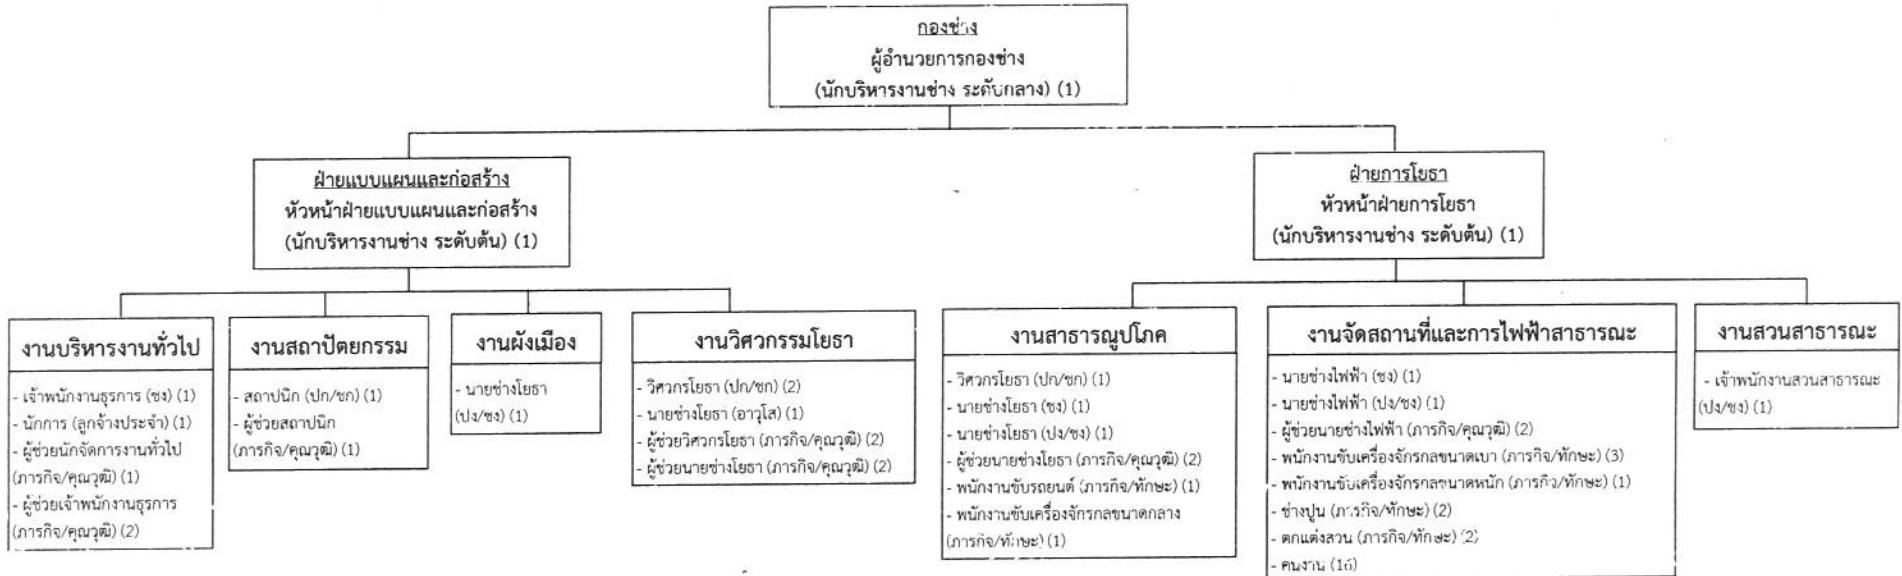 กองช่าง
ผู้อำนวยการกองช่าง
(นักบริหารงานช่าง ระดับกลาง) (1)
ฝ่ายแบบแผนและก่อสร้าง
หัวหน้าฝ่ายแบบแผนและก่อสร้าง
(นักบริหารงานช่าง ระดับต้น) (1)
ฝ่ายการโยธา
หัวหน้าฝ่ายการโยธา
(นักบริหารงานช่าง ระดับต้น) (1)
งานบริหารงานทั่วไป
- เจ้าพนักงานธุรการ (ชง) (1)
- นักการ (ลูกจ้างประจำ) (1)
- ผู้ช่วยนักจัดการงานทั่วไป
(ภารกิจ/คุณวุฒิ) (1)
- ผู้ช่วยเจ้าพนักงานธุรการ
(ภารกิจ/คุณวุฒิ) (2)
งานสถาปัตยกรรม
- สถาปนิก (ปก/ชก) (1)
- ผู้ช่วยสถาปนิก
(ภารกิจ/คุณวุฒิ) (1)
งานผังเมือง
- นายช่างโยธา
(ปง/ชง) (1)
งานวิศวกรรมโยธา
- วิศวกรโยธา (ปก/ชก) (2)
- นายช่างโยธา (อาวุโส) (1)
- ผู้ช่วยวิศวกรโยธา (ภารกิจ/คุณวุฒิ) (2)
- ผู้ช่วยนายช่างโยธา (ภารกิจ/คุณวุฒิ) (2)
งานสาธารณูปโภค
- วิศวกรโยธา (ปก/ชก) (1)
- นายช่างโยธา (ชง) (1)
- นายช่างโยธา (ปง/ชง) (1)
- ผู้ช่วยนายช่างโยธา (ภารกิจ/คุณวุฒิ) (2)
- พนักงานขับรถยนต์ (ภารกิจ/ทักษะ) (1)
- พนักงานขับเครื่องจักรกลขนาดกลาง
(ภารกิจ/ทักษะ) (1)
งานจัดสถานที่และการไฟฟ้าสาธารณะ
- นายช่างไฟฟ้า (ชง) (1)
- นายช่างไฟฟ้า (ปง/ชง) (1)
- ผู้ช่วยนายช่างไฟฟ้า (ภารกิจ/คุณวุฒิ) (2)
- พนักงานขับเครื่องจักรกลขนาดเบา (ภารกิจ/ทักษะ) (3)
- พนักงานขับเครื่องจักรกลขนาดหนัก (ภารกิจ/ทักษะ) (1)
- ช่างปูน (ภารกิจ/ทักษะ) (2)
- ตกแต่งสวน (ภารกิจ/ทักษะ) (2)
- คนงาน (16)
งานสวนสาธารณะ
- เจ้าพนักงานสวนสาธารณะ
(ปง/ชง) (1)